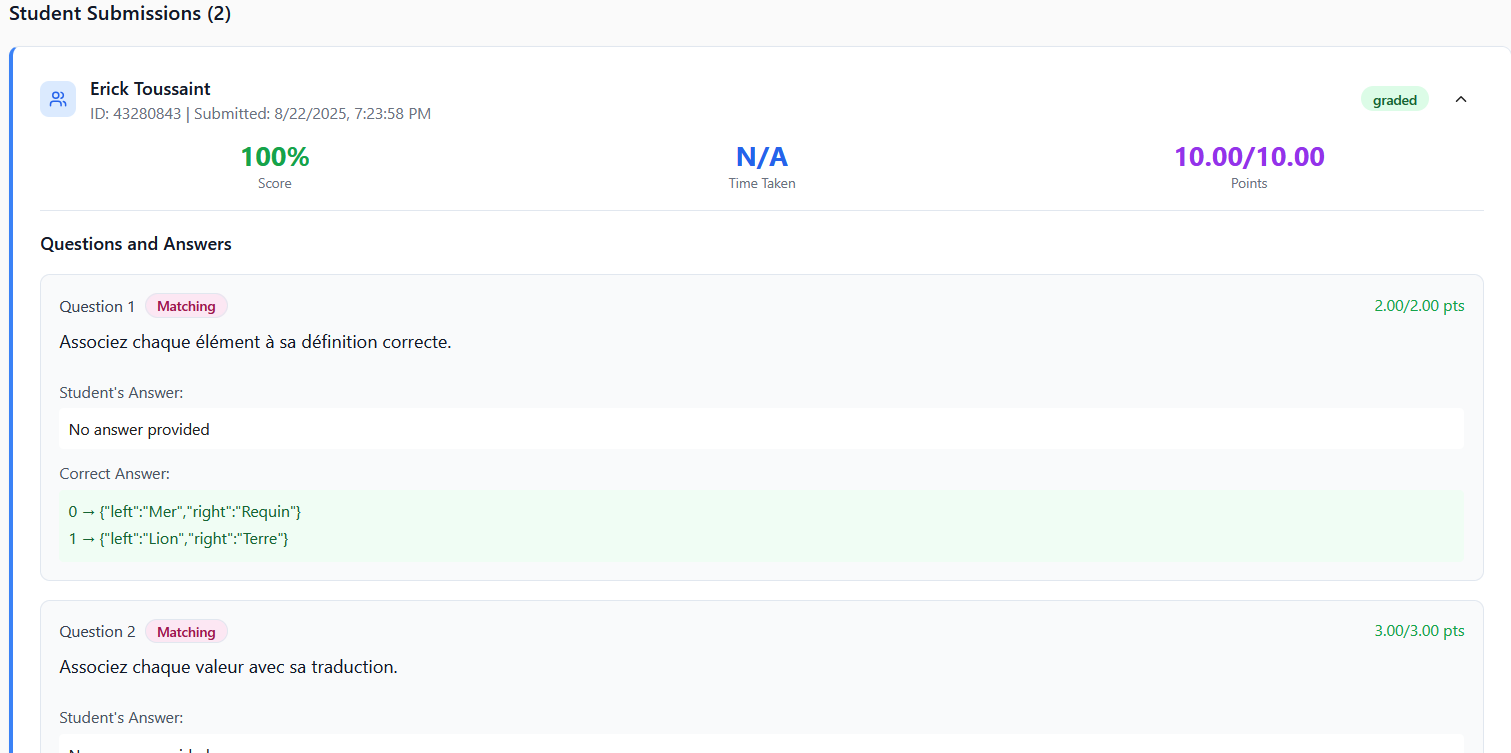 Student Submissions (2)
Erick Toussaint
ID: 43280843 | Submitted: 8/22/2025, 7:23:58 PM
graded
100%
Score
N/A
Time Taken
10.00/10.00
Points
Questions and Answers
Question 1 Matching 2.00/2.00 pts
Associez chaque élément à sa définition correcte.
Student's Answer:
No answer provided
Correct Answer:
0 → {"left":"Mer","right":"Requin"}
1 → {"left":"Lion","right":"Terre"}
Question 2 Matching 3.00/3.00 pts
Associez chaque valeur avec sa traduction.
Student's Answer: